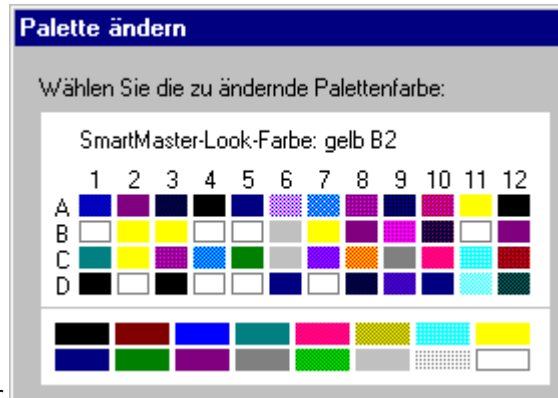 Palette ändern
Wählen Sie die zu ändernde Palettenfarbe:
SmartMaster-Look-Farbe: gelb B2
1 2 3 4 5 6 7 8 9 10 11 12
A
B
C
D